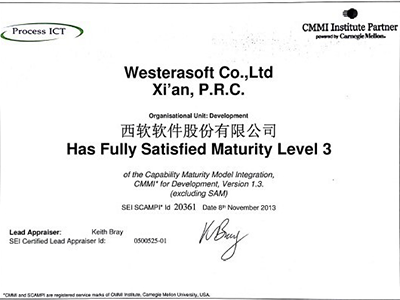 Process ICT
CMMI Institute Partner
powered by Carnegie Mellon.
Westerasoft Co.,Ltd
Xi'an, P.R.C.
Organisational Unit: Development
西软软件股份有限公司
Has Fully Satisfied Maturity Level 3
of the Capability Maturity Model Integration,
CMMI* for Development, Version 1.3.
(excluding SAM)
SEI SCAMPI* Id 20361 Date 8th November 2013
Lead Appraiser: Keith Bray
SEI Certified Lead Appraiser Id: 0500525-01
K Bray
*CMMI and SCAMPI are registered service marks of CMMI Institute, Carnegie Mellon University, USA.